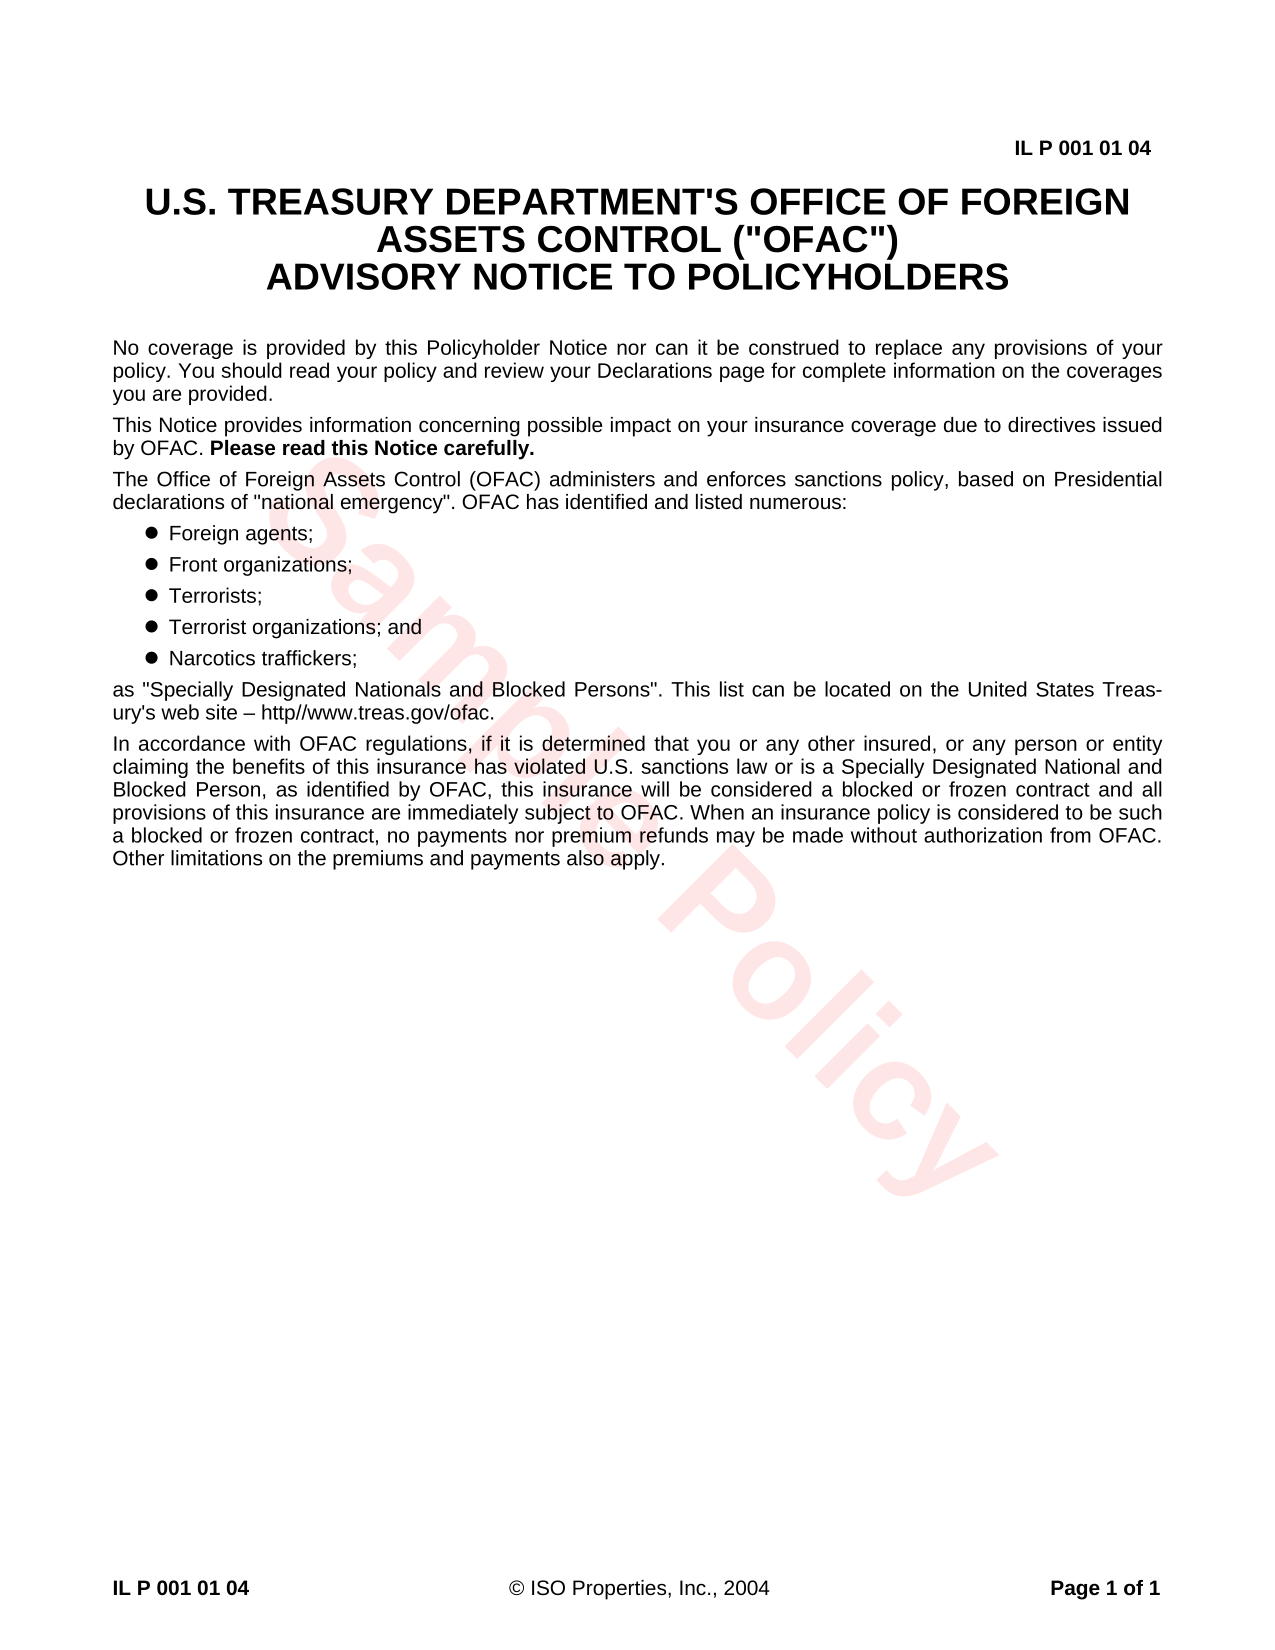 IL P 001 01 04
U.S. TREASURY DEPARTMENT'S OFFICE OF FOREIGN
ASSETS CONTROL ("OFAC")
ADVISORY NOTICE TO POLICYHOLDERS
No coverage is provided by this Policyholder Notice nor can it be construed to replace any provisions of your
policy. You should read your policy and review your Declarations page for complete information on the coverages
you are provided.
This Notice provides information concerning possible impact on your insurance coverage due to directives issued
by OFAC. Please read this Notice carefully.
The Office of Foreign Assets Control (OFAC) administers and enforces sanctions policy, based on Presidential
declarations of "national emergency". OFAC has identified and listed numerous:
● Foreign agents;
● Front organizations;
● Terrorists;
● Terrorist organizations; and
● Narcotics traffickers;
as "Specially Designated Nationals and Blocked Persons". This list can be located on the United States Treas-
ury's web site – http//www.treas.gov/ofac.
In accordance with OFAC regulations, if it is determined that you or any other insured, or any person or entity
claiming the benefits of this insurance has violated U.S. sanctions law or is a Specially Designated National and
Blocked Person, as identified by OFAC, this insurance will be considered a blocked or frozen contract and all
provisions of this insurance are immediately subject to OFAC. When an insurance policy is considered to be such
a blocked or frozen contract, no payments nor premium refunds may be made without authorization from OFAC.
Other limitations on the premiums and payments also apply.
Sample Policy
IL P 001 01 04 © ISO Properties, Inc., 2004 Page 1 of 1